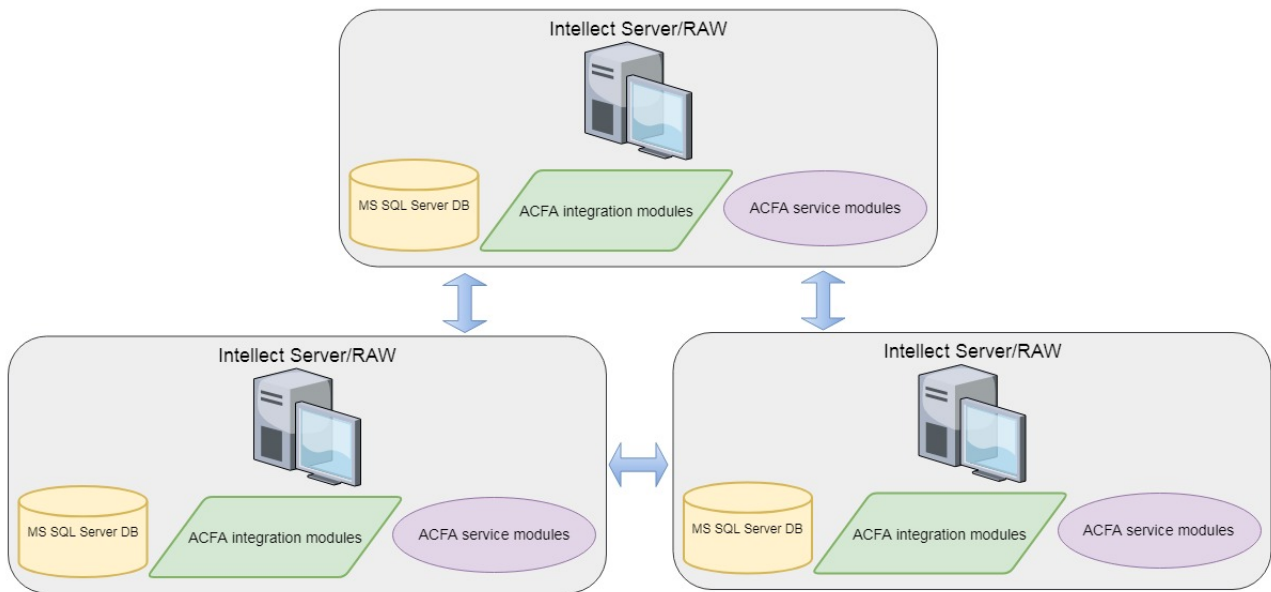 Intellect Server/RAW
MS SQL Server DB
ACFA integration modules
ACFA service modules
Intellect Server/RAW
MS SQL Server DB
ACFA integration modules
ACFA service modules
Intellect Server/RAW
MS SQL Server DB
ACFA integration modules
ACFA service modules